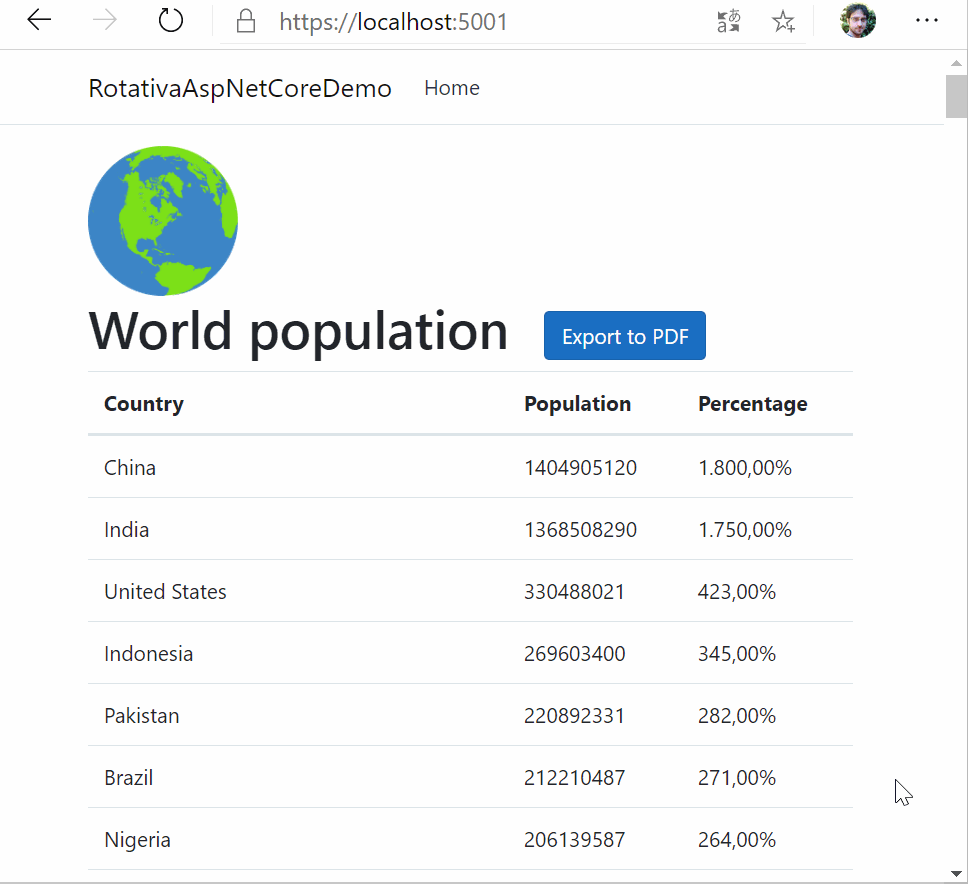 https://localhost:5001
RotativaAspNetCoreDemo Home
World population Export to PDF
Country Population Percentage
China 1404905120 1.800,00%
India 1368508290 1.750,00%
United States 330488021 423,00%
Indonesia 269603400 345,00%
Pakistan 220892331 282,00%
Brazil 212210487 271,00%
Nigeria 206139587 264,00%